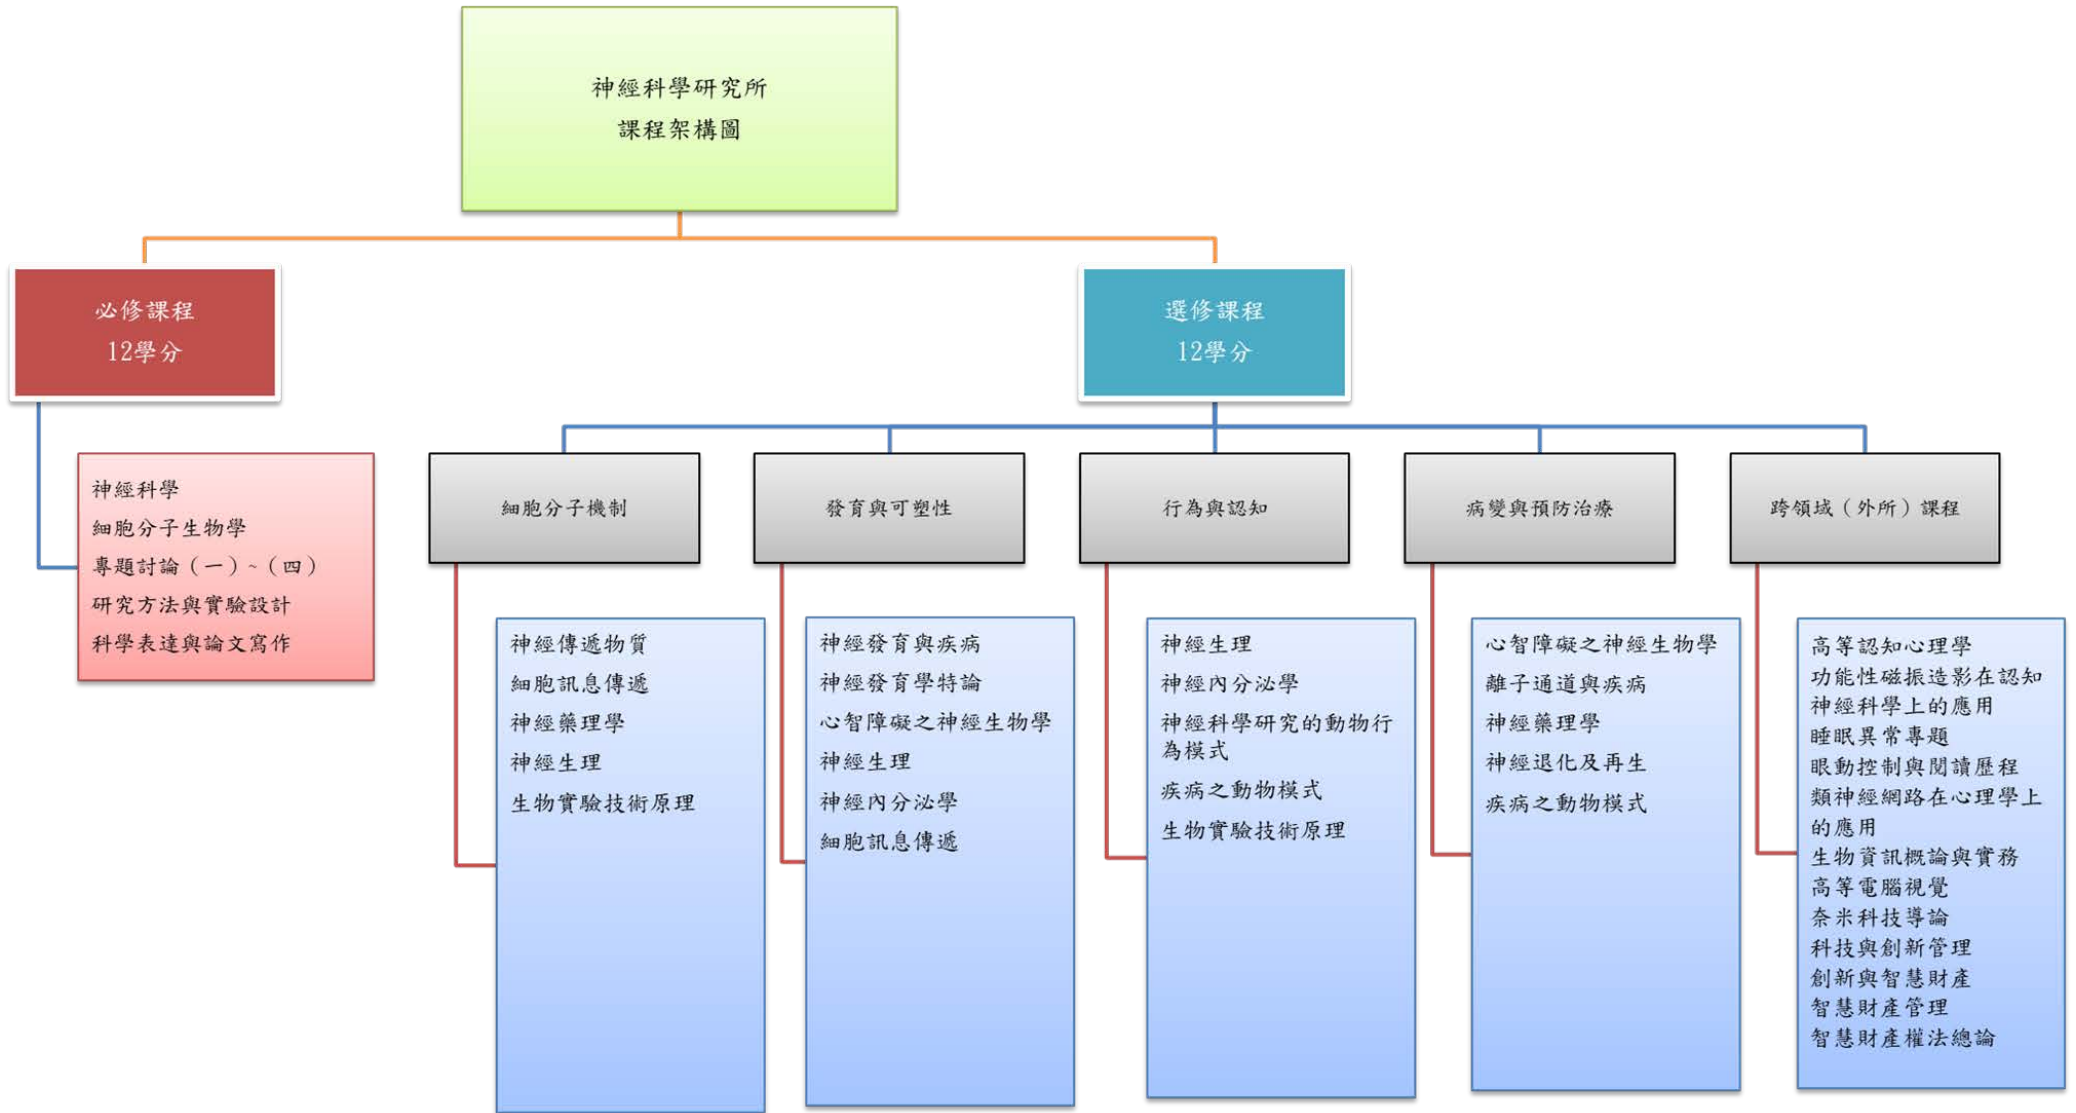 神經科學研究所
課程架構圖
必修課程
12學分
選修課程
12學分
神經科學
細胞分子生物學
專題討論（一）~（四）
研究方法與實驗設計
科學表達與論文寫作
細胞分子機制
神經傳遞物質
細胞訊息傳遞
神經藥理學
神經生理
生物實驗技術原理
發育與可塑性
神經發育與疾病
神經發育學特論
心智障礙之神經生物學
神經生理
神經內分泌學
細胞訊息傳遞
行為與認知
神經生理
神經內分泌學
神經科學研究的動物行
為模式
疾病之動物模式
生物實驗技術原理
病變與預防治療
心智障礙之神經生物學
離子通道與疾病
神經藥理學
神經退化及再生
疾病之動物模式
跨領域（外所）課程
高等認知心理學
功能性磁振造影在認知
神經科學上的應用
睡眠異常專題
眼動控制與閱讀歷程
類神經網路在心理學上
的應用
生物資訊概論與實務
高等電腦視覺
奈米科技導論
科技與創新管理
創新與智慧財產
智慧財產管理
智慧財產權法總論